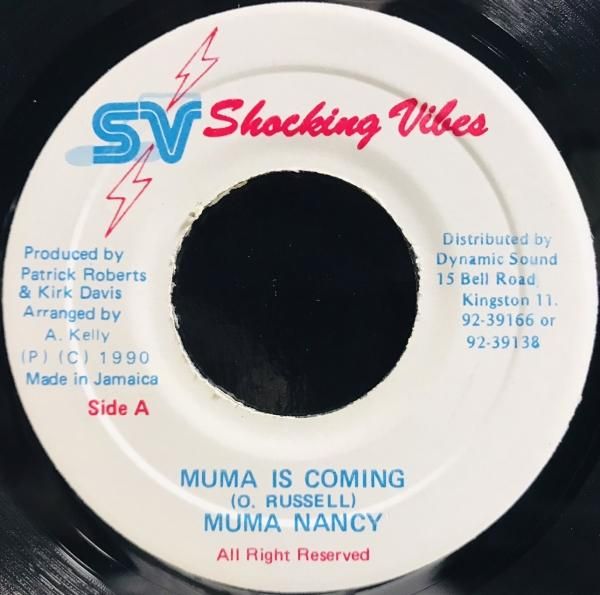 SV Shocking Vibes
Produced by
Patrick Roberts
& Kirk Davis
Arranged by
A. Kelly
(P) (C) 1990
Made in Jamaica
Side A
Distributed by
Dynamic Sound
15 Bell Road
Kingston 11.
92-39166 or
92-39138
MUMA IS COMING
(O. RUSSELL)
MUMA NANCY
All Right Reserved